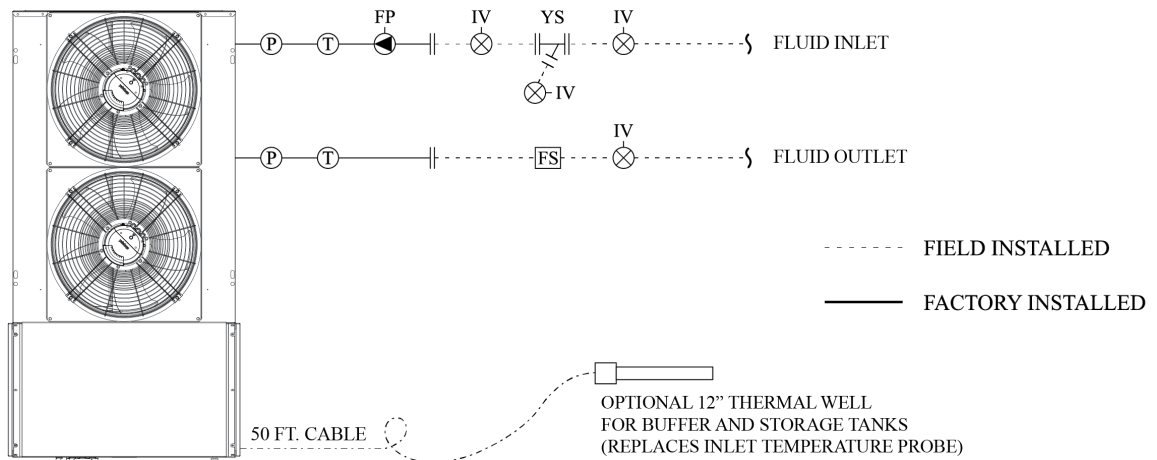 FP IV YS IV
P T FLUID INLET
IV
IV
P T FS FLUID OUTLET
FIELD INSTALLED
FACTORY INSTALLED
OPTIONAL 12” THERMAL WELL
FOR BUFFER AND STORAGE TANKS
(REPLACES INLET TEMPERATURE PROBE)
50 FT. CABLE